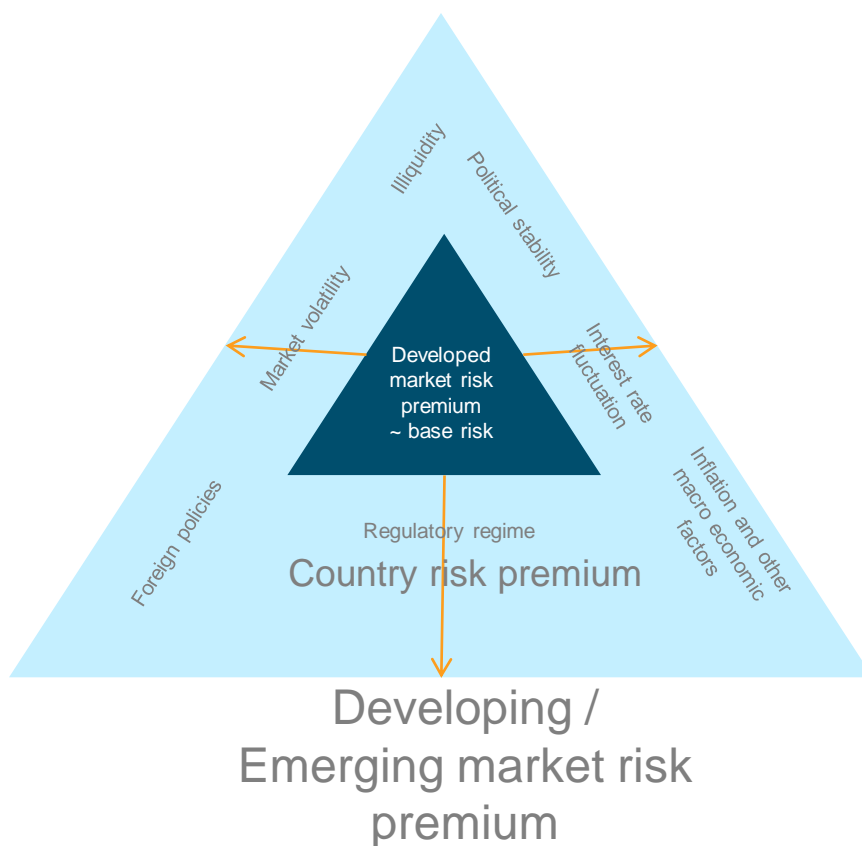 Illiquidity
Political stability
Market volatility
Interest rate
fluctuation
Developed
market risk
premium
~ base risk
Foreign policies
Inflation and other
macro economic
factors
Regulatory regime
Country risk premium
Developing /
Emerging market risk
premium